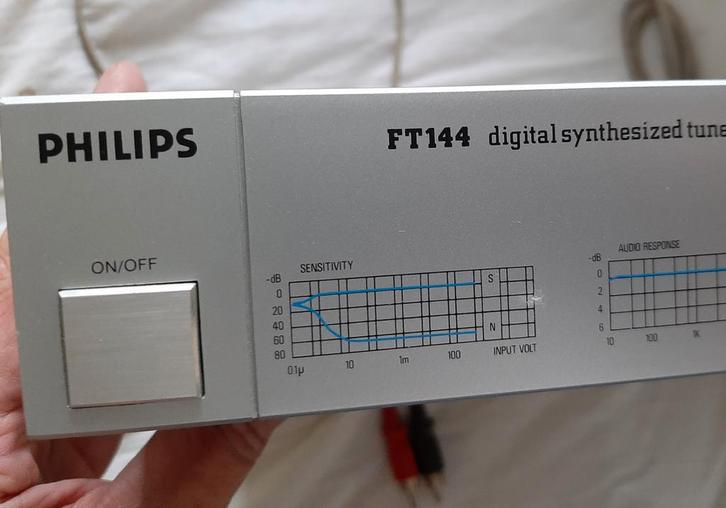 PHILIPS
FT144 digital synthesized tune
ON/OFF
SENSITIVITY
-dB
0
20
40
60
80
S
N
0.1µ 10 1m 100 INPUT VOLT
AUDIO RESPONSE
-dB
0
2
4
6
10 100 1K